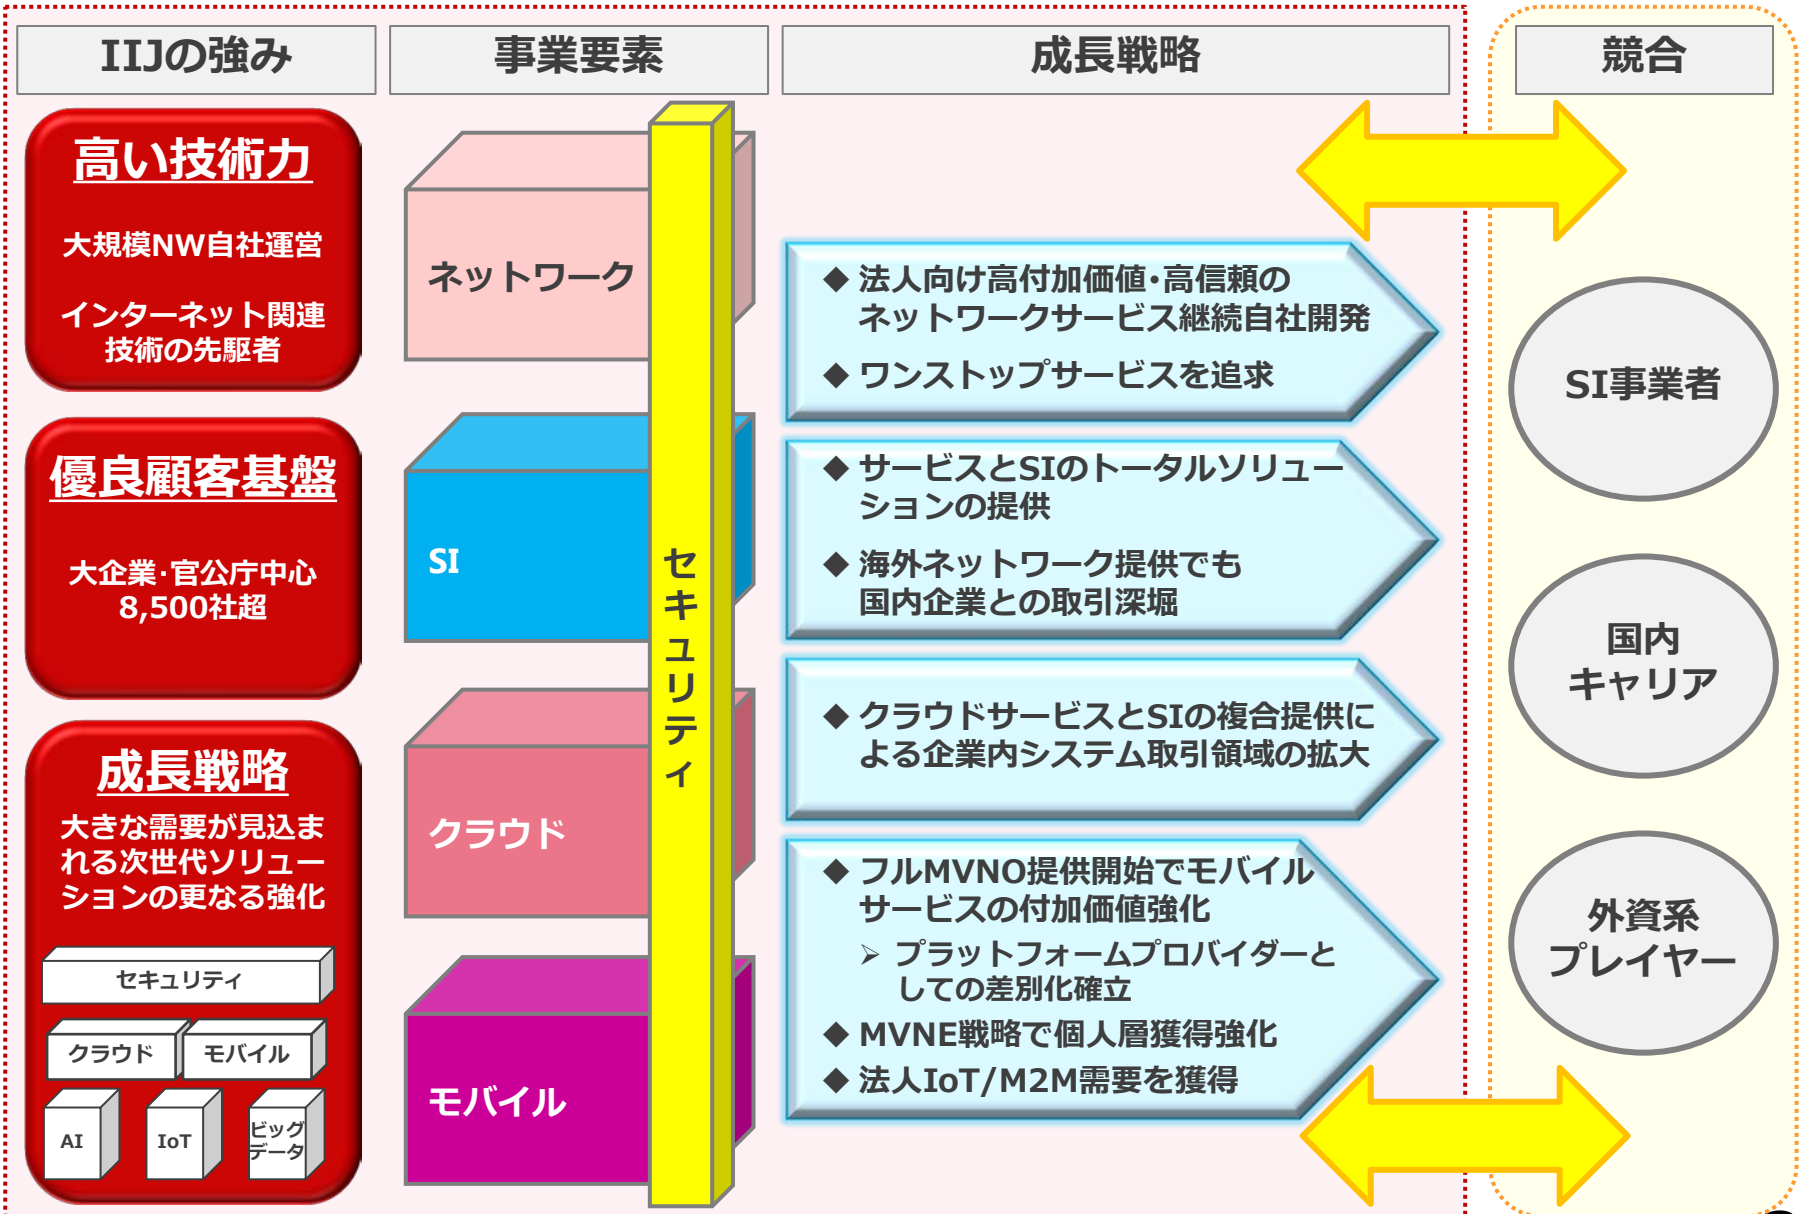 IIJの強み
事業要素
成長戦略
競合
高い技術力
大規模NW自社運営
インターネット関連
技術の先駆者
優良顧客基盤
大企業･官公庁中心
8,500社超
成長戦略
大きな需要が見込ま
れる次世代ソリュー
ションの更なる強化
セキュリティ
クラウド
モバイル
AI
IoT
ビッグ
データ
ネットワーク
SI
クラウド
モバイル
セキュリティ
◆ 法人向け高付加価値･高信頼の
ネットワークサービス継続自社開発
◆ ワンストップサービスを追求
◆ サービスとSIのトータルソリュー
ションの提供
◆ 海外ネットワーク提供でも
国内企業との取引深堀
◆ クラウドサービスとSIの複合提供に
よる企業内システム取引領域の拡大
◆ フルMVNO提供開始でモバイル
サービスの付加価値強化
➢ プラットフォームプロバイダーと
しての差別化確立
◆ MVNE戦略で個人層獲得強化
◆ 法人IoT/M2M需要を獲得
SI事業者
国内
キャリア
外資系
プレイヤー